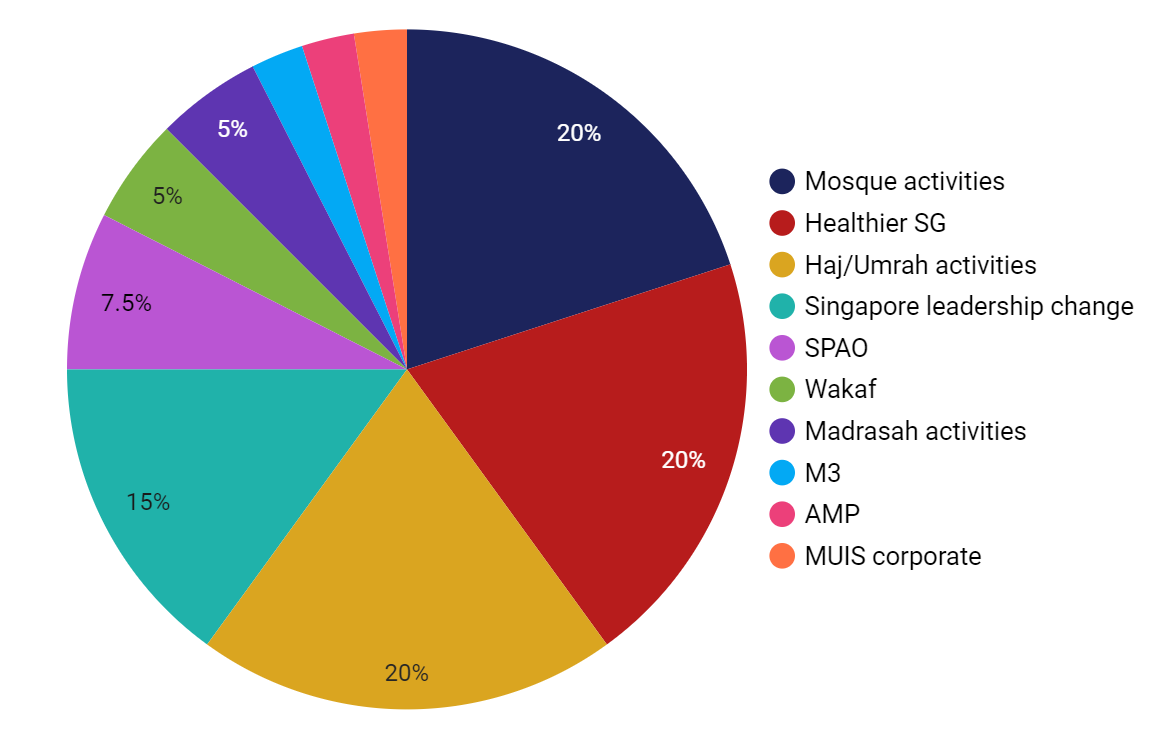 20%
20%
20%
15%
7.5%
5%
5%
Mosque activities
Healthier SG
Haj/Umrah activities
Singapore leadership change
SPAO
Wakaf
Madrasah activities
M3
AMP
MUIS corporate